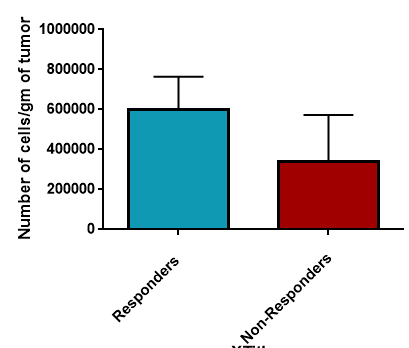 Number of cells/gm of tumor
1000000
800000
600000
400000
200000
0
Responders
Non-Responders